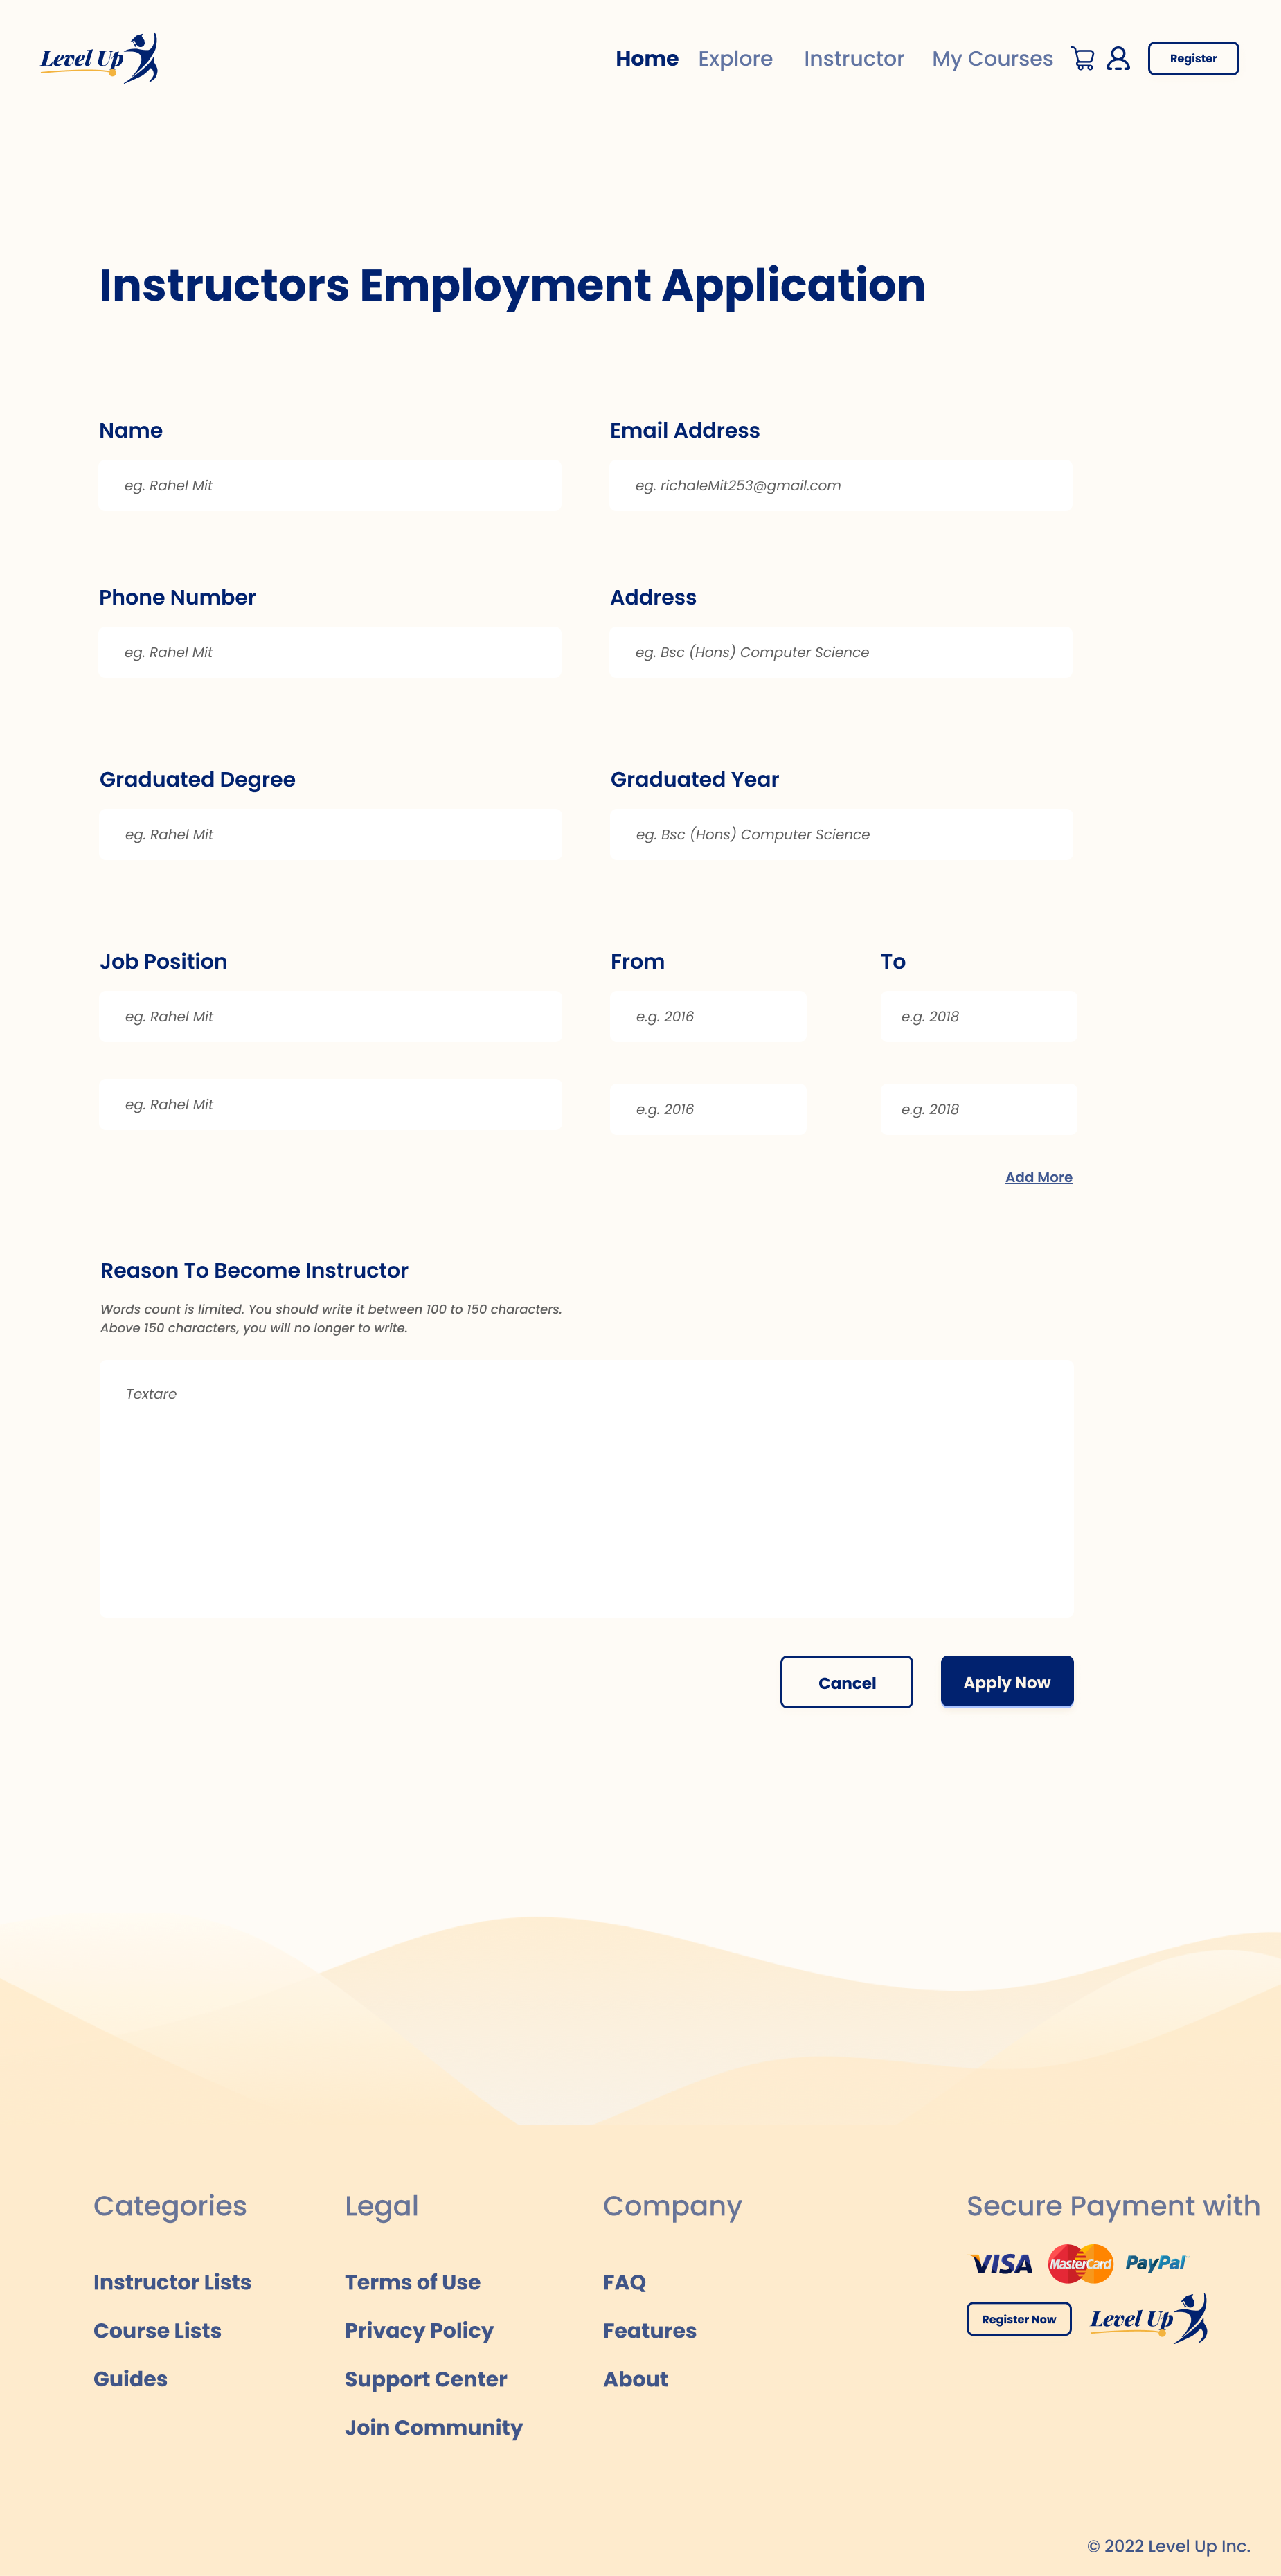 Level Up
Home Explore Instructor My Courses Register
Instructors Employment Application
Name Email Address
eg. Rahel Mit eg. richaleMit253@gmail.com
Phone Number Address
eg. Rahel Mit eg. Bsc (Hons) Computer Science
Graduated Degree Graduated Year
eg. Rahel Mit eg. Bsc (Hons) Computer Science
Job Position From To
eg. Rahel Mit e.g. 2016 e.g. 2018
eg. Rahel Mit e.g. 2016 e.g. 2018
Add More
Reason To Become Instructor
Words count is limited. You should write it between 100 to 150 characters.
Above 150 characters, you will no longer to write.
Textare
Cancel Apply Now
Categories Legal Company Secure Payment with
VISA MasterCard PayPal
Instructor Lists Terms of Use FAQ
Register Now Level Up
Course Lists Privacy Policy Features
Guides Support Center About
Join Community
© 2022 Level Up Inc.